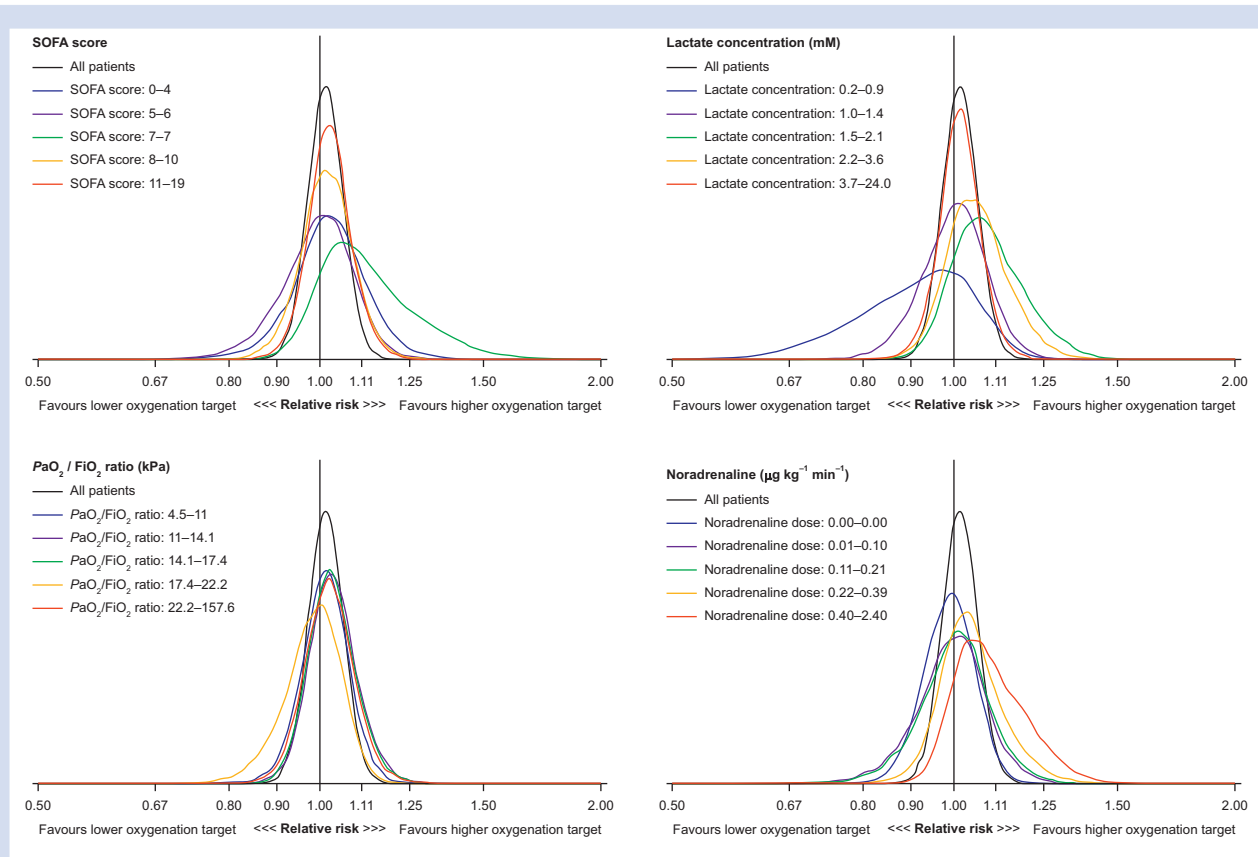 SOFA score
All patients
SOFA score: 0–4
SOFA score: 5–6
SOFA score: 7–7
SOFA score: 8–10
SOFA score: 11–19
0.50 0.67 0.80 0.90 1.00 1.11 1.25 1.50 2.00
Favours lower oxygenation target <<< Relative risk >>> Favours higher oxygenation target
Lactate concentration (mM)
All patients
Lactate concentration: 0.2–0.9
Lactate concentration: 1.0–1.4
Lactate concentration: 1.5–2.1
Lactate concentration: 2.2–3.6
Lactate concentration: 3.7–24.0
0.50 0.67 0.80 0.90 1.00 1.11 1.25 1.50 2.00
Favours lower oxygenation target <<< Relative risk >>> Favours higher oxygenation target
PaO₂ / FiO₂ ratio (kPa)
All patients
PaO₂/FiO₂ ratio: 4.5–11
PaO₂/FiO₂ ratio: 11–14.1
PaO₂/FiO₂ ratio: 14.1–17.4
PaO₂/FiO₂ ratio: 17.4–22.2
PaO₂/FiO₂ ratio: 22.2–157.6
0.50 0.67 0.80 0.90 1.00 1.11 1.25 1.50 2.00
Favours lower oxygenation target <<< Relative risk >>> Favours higher oxygenation target
Noradrenaline (µg kg⁻¹ min⁻¹)
All patients
Noradrenaline dose: 0.00–0.00
Noradrenaline dose: 0.01–0.10
Noradrenaline dose: 0.11–0.21
Noradrenaline dose: 0.22–0.39
Noradrenaline dose: 0.40–2.40
0.50 0.67 0.80 0.90 1.00 1.11 1.25 1.50 2.00
Favours lower oxygenation target <<< Relative risk >>> Favours higher oxygenation target